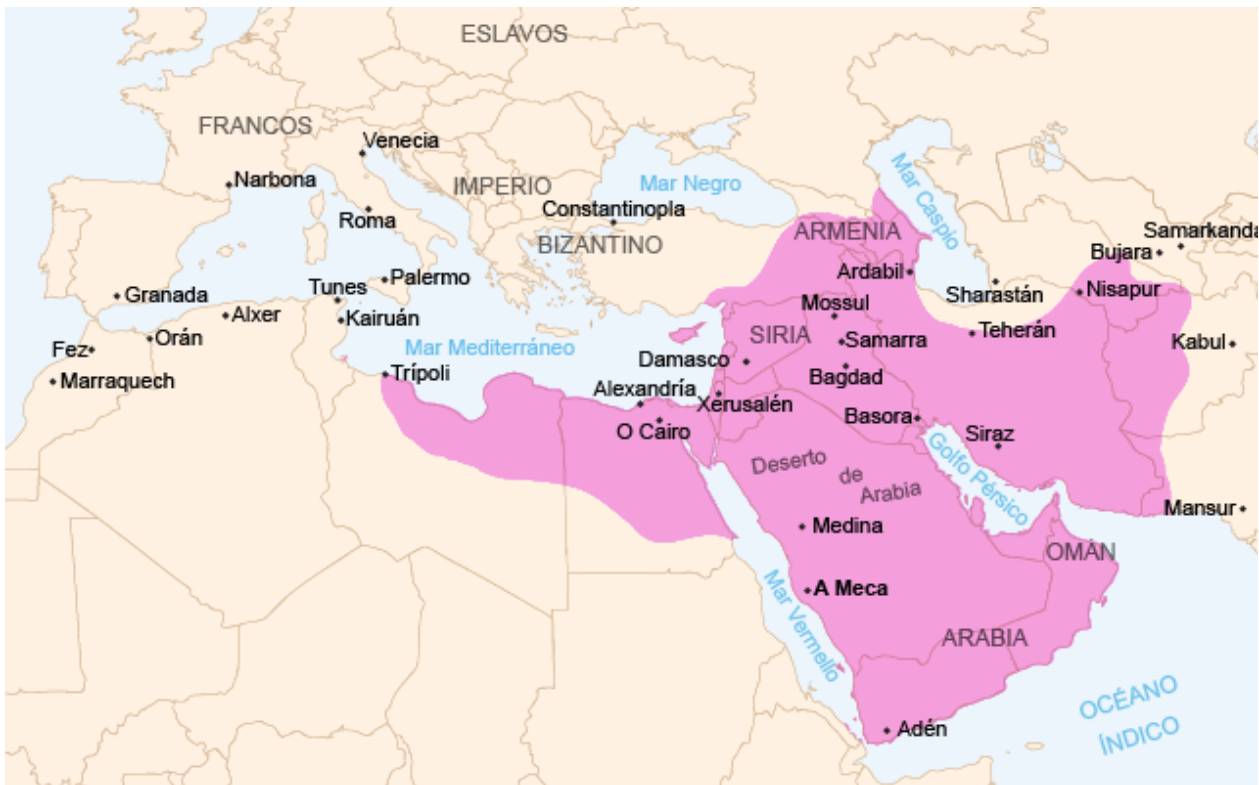 ESLAVOS
FRANCOS
Venecia
Narbona
IMPERIO
Mar Negro
Mar Caspio
Roma
Constantinopla
BIZANTINO
ARMENIA
Samarkanda
Bujara
Ardabil
Tunes
Palermo
Sharastán
Nisapur
Granada
Mossul
Alxer
Kairuán
SIRIA
Teherán
Orán
Samarra
Kabul
Fez
Mar Mediterráneo
Damasco
Marraquech
Trípoli
Bagdad
Alexandría
Xerusalén
Basora
O Cairo
Siraz
Deserto
de
Arabia
Golfo Pérsico
Mansur
Medina
OMÁN
A Meca
Mar Vermello
ARABIA
Adén
OCÉANO
ÍNDICO